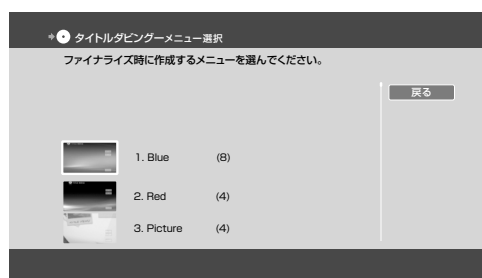 タイトルダビングーメニュー選択
ファイナライズ時に作成するメニューを選んでください。
戻る
1. Blue (8)
2. Red (4)
3. Picture (4)